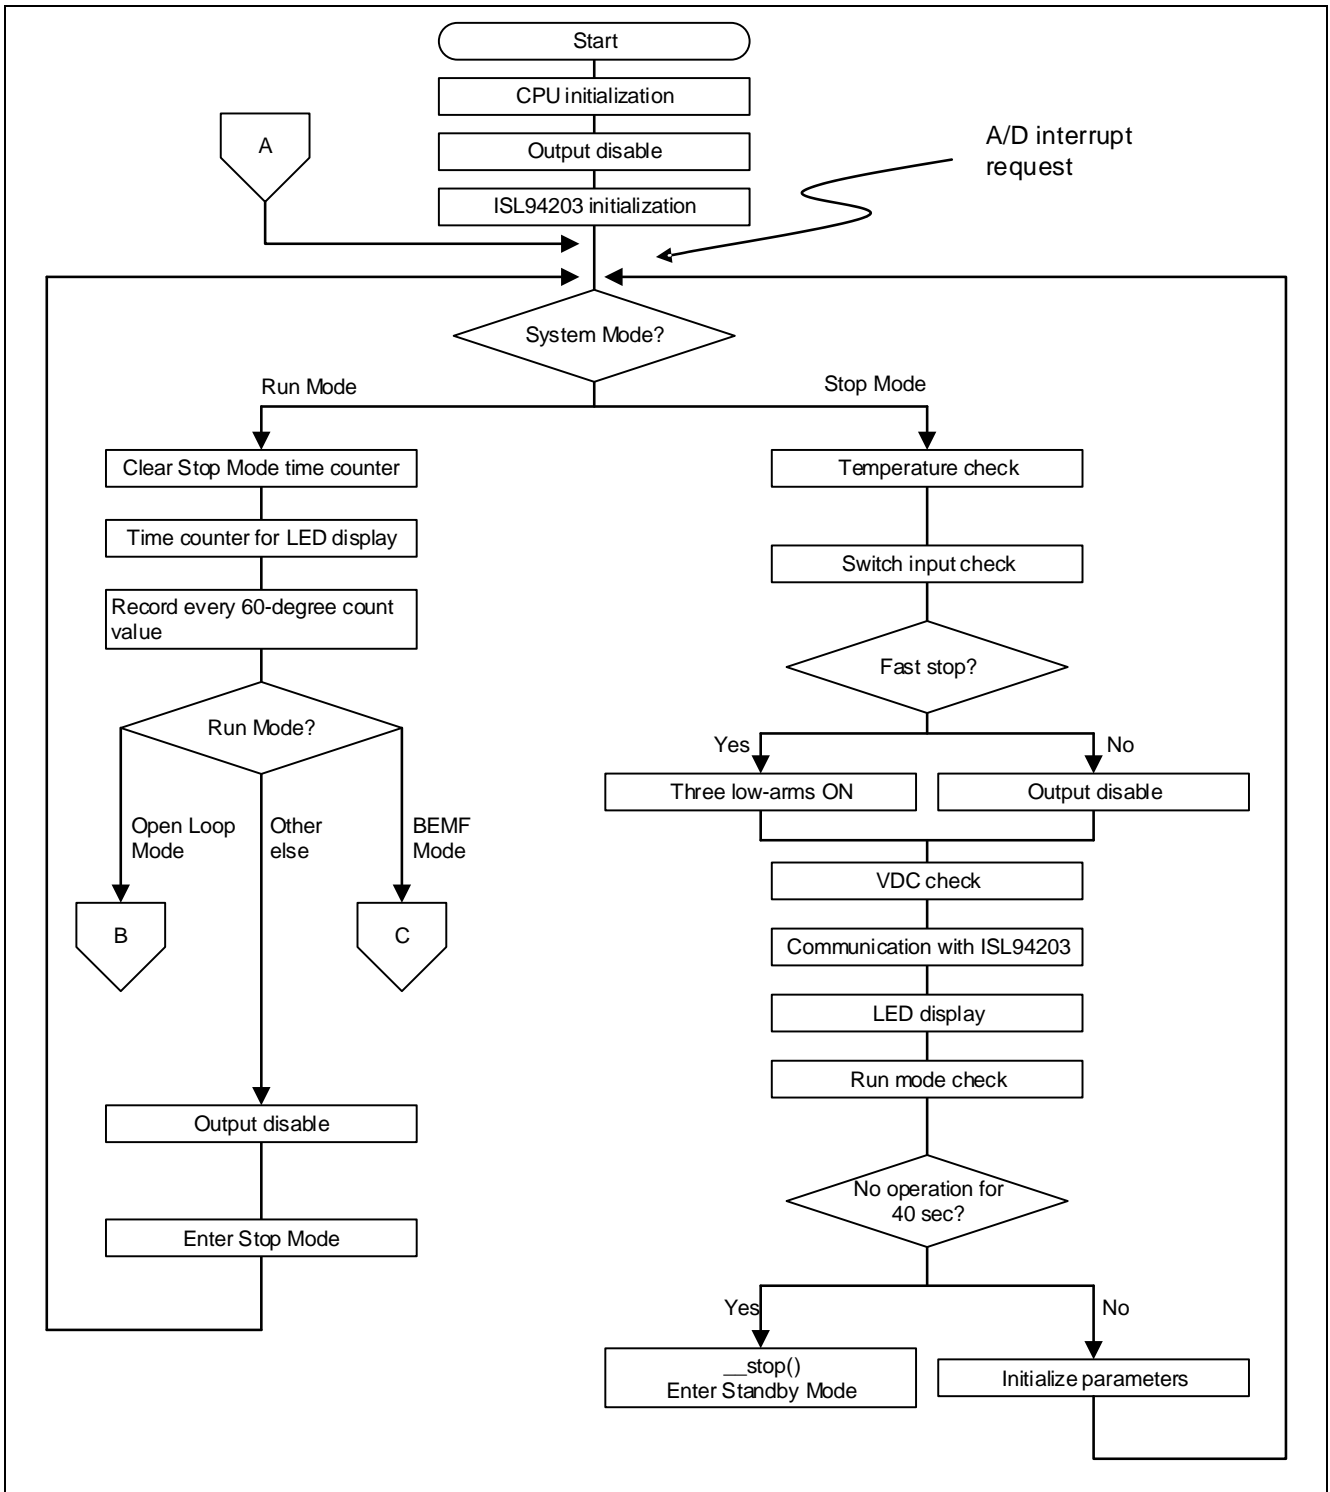 Start
CPU initialization
A
Output disable
A/D interrupt
request
ISL94203 initialization
System Mode?
Run Mode
Stop Mode
Clear Stop Mode time counter
Time counter for LED display
Record every 60-degree count
value
Run Mode?
Open Loop
Mode
Other
else
BEMF
Mode
B
C
Output disable
Enter Stop Mode
Temperature check
Switch input check
Fast stop?
Yes
No
Three low-arms ON
Output disable
VDC check
Communication with ISL94203
LED display
Run mode check
No operation for
40 sec?
Yes
No
__stop()
Enter Standby Mode
Initialize parameters